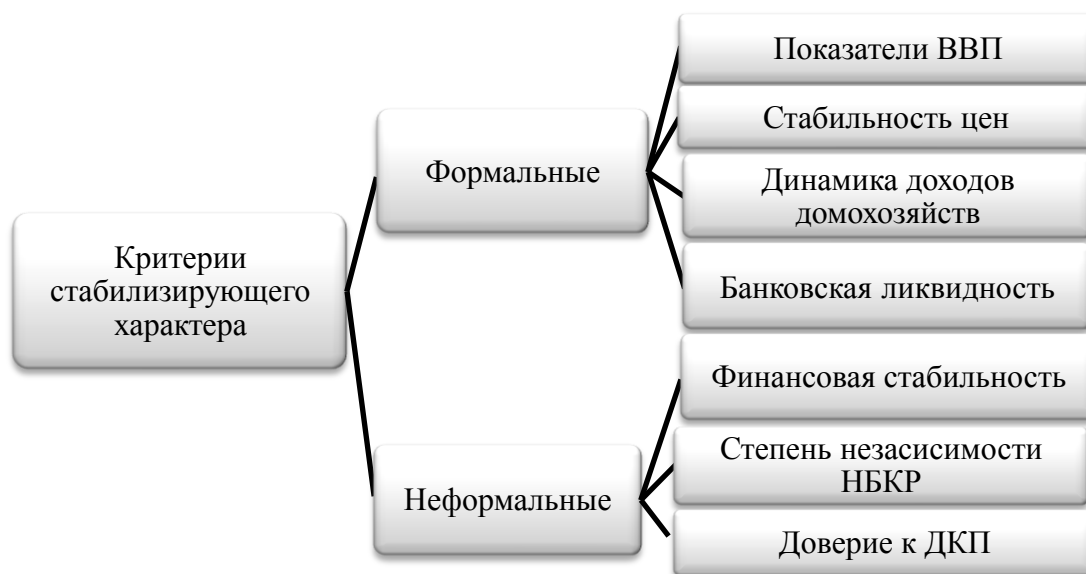 Критерии
стабилизирующего
характера
Формальные
Неформальные
Показатели ВВП
Стабильность цен
Динамика доходов
домохозяйств
Банковская ликвидность
Финансовая стабильность
Степень незасисимости
НБКР
Доверие к ДКП